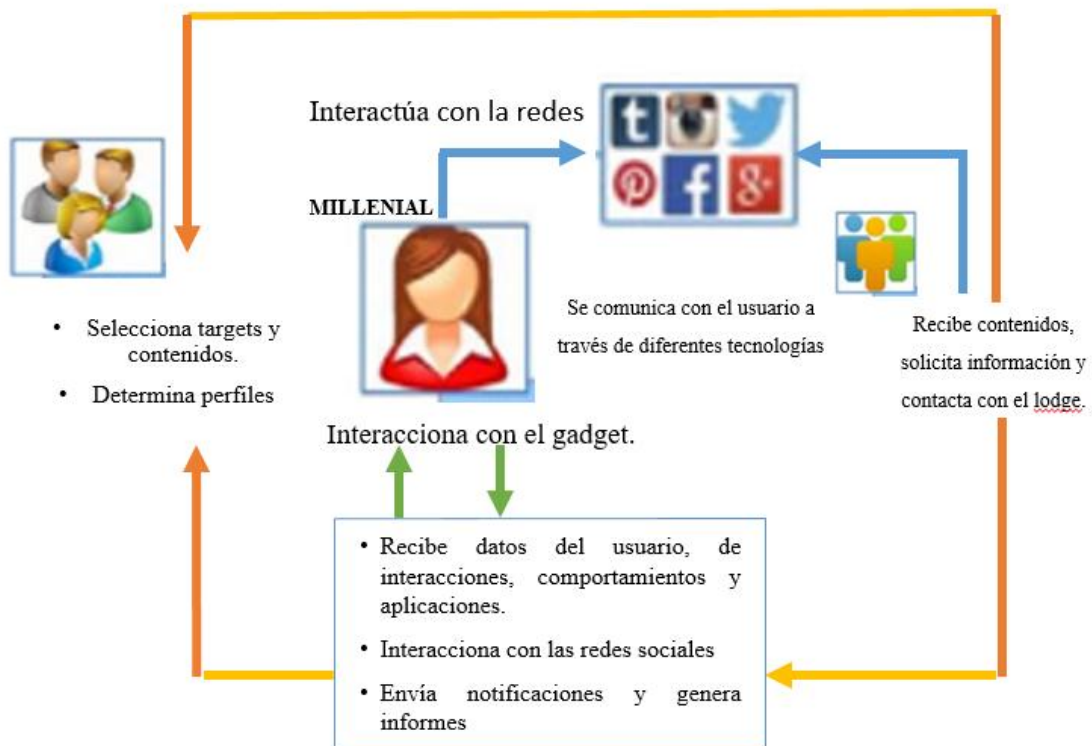 Interactúa con la redes
MILLENIAL
• Selecciona targets y
contenidos.
• Determina perfiles
Se comunica con el usuario a
través de diferentes tecnologías
Recibe contenidos,
solicita información y
contacta con el lodge.
Interacciona con el gadget.
• Recibe datos del usuario, de
interacciones, comportamientos y
aplicaciones.
• Interacciona con las redes sociales
• Envía notificaciones y genera
informes